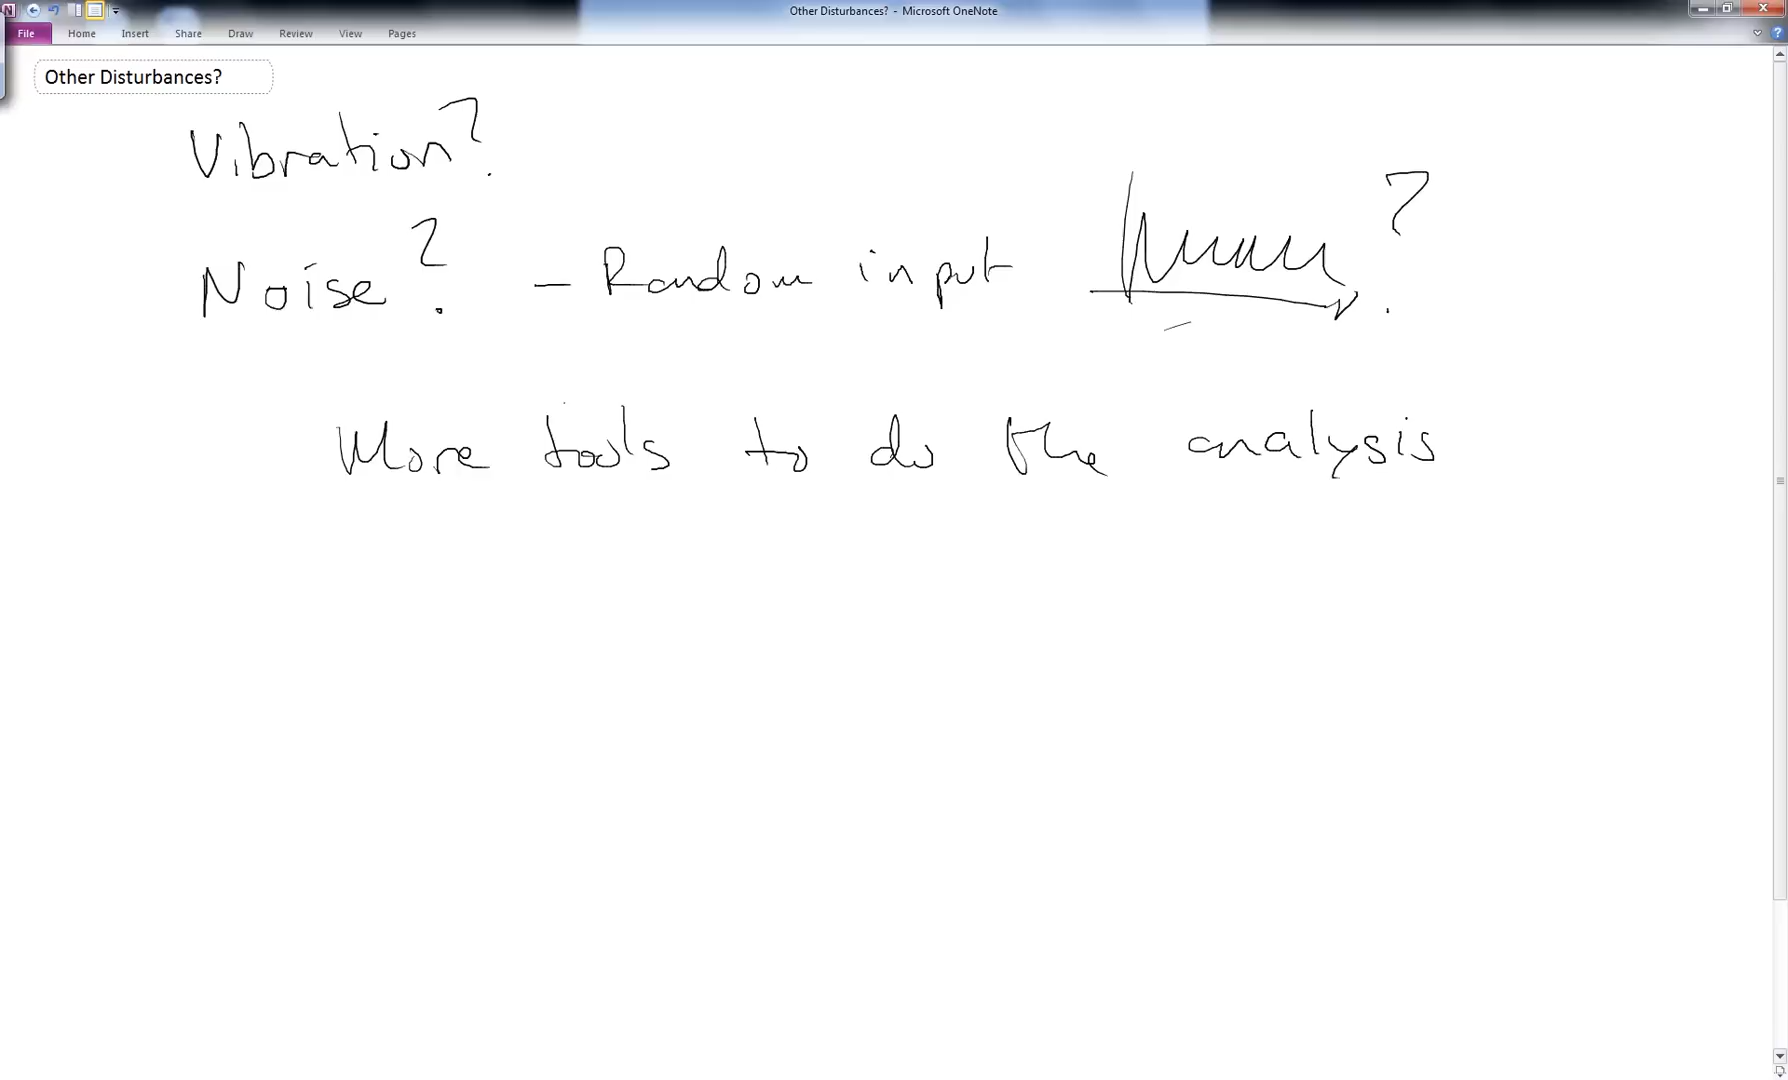 Other Disturbances? - Microsoft OneNote
File Home Insert Share Draw Review View Pages
Other Disturbances?
Vibration?
Noise? - Random input ?
More tools to do the analysis